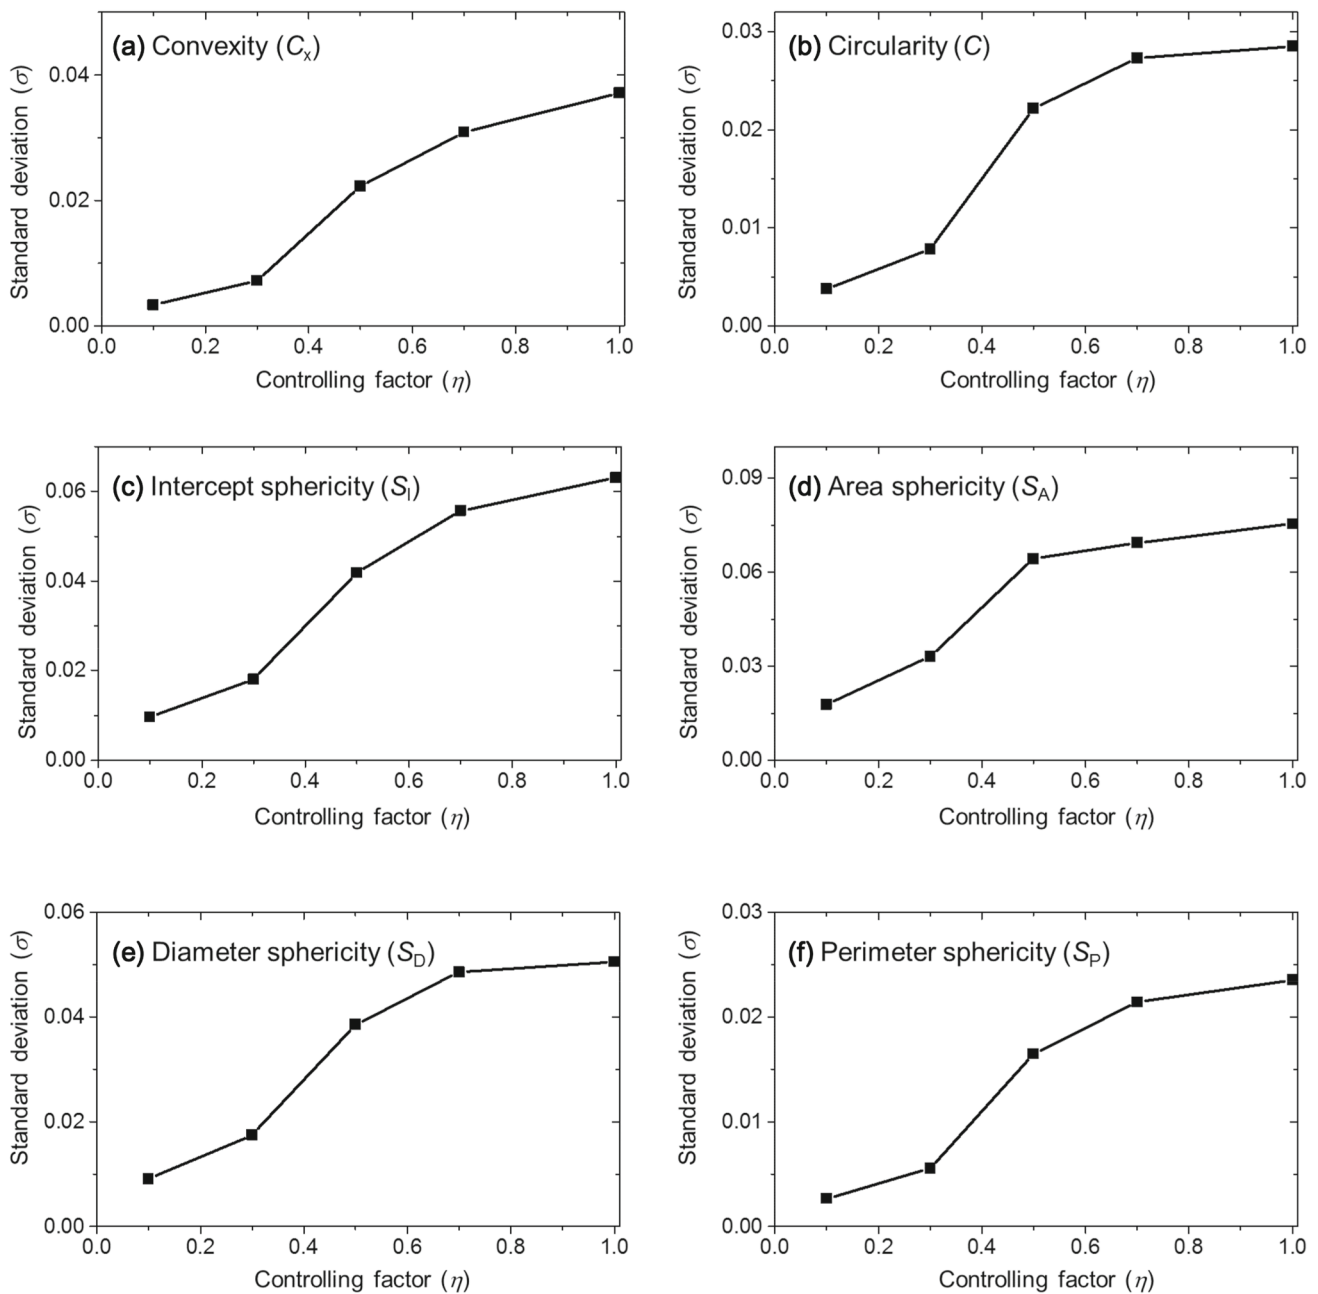 (a) Convexity (Cx)
Standard deviation (σ)
0.04
0.02
0.00
0.0 0.2 0.4 0.6 0.8 1.0
Controlling factor (η)
(b) Circularity (C)
Standard deviation (σ)
0.03
0.02
0.01
0.00
0.0 0.2 0.4 0.6 0.8 1.0
Controlling factor (η)
(c) Intercept sphericity (SI)
Standard deviation (σ)
0.06
0.04
0.02
0.00
0.0 0.2 0.4 0.6 0.8 1.0
Controlling factor (η)
(d) Area sphericity (SA)
Standard deviation (σ)
0.09
0.06
0.03
0.00
0.0 0.2 0.4 0.6 0.8 1.0
Controlling factor (η)
(e) Diameter sphericity (SD)
Standard deviation (σ)
0.06
0.04
0.02
0.00
0.0 0.2 0.4 0.6 0.8 1.0
Controlling factor (η)
(f) Perimeter sphericity (SP)
Standard deviation (σ)
0.03
0.02
0.01
0.00
0.0 0.2 0.4 0.6 0.8 1.0
Controlling factor (η)